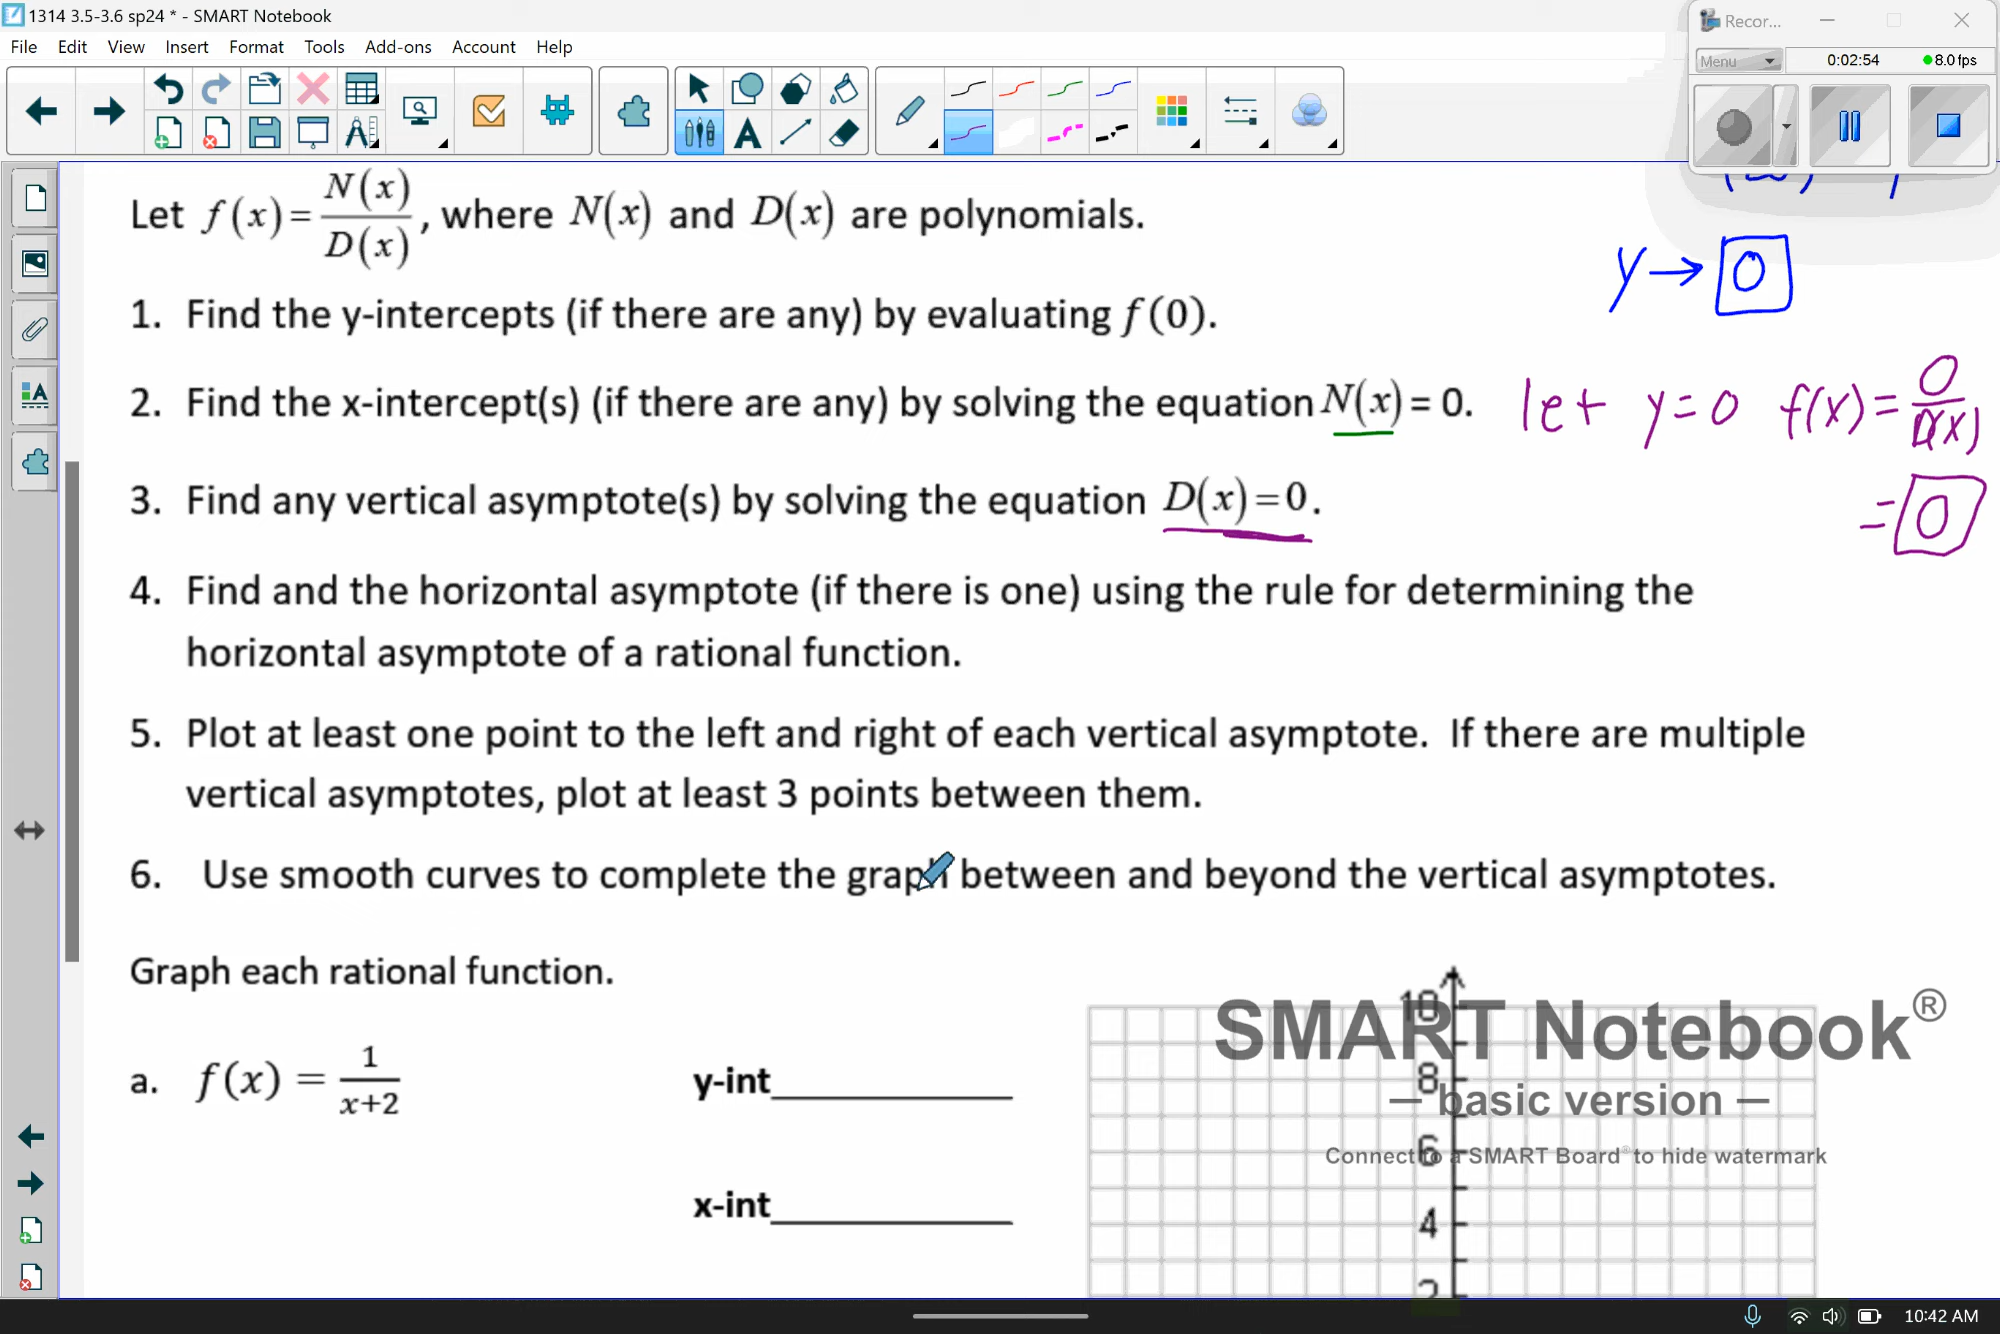 1314 3.5-3.6 sp24 * - SMART Notebook
Recor...
File Edit View Insert Format Tools Add-ons Account Help
Menu 0:02:54 8.0 fps
Let f(x) = N(x)/D(x), where N(x) and D(x) are polynomials.
y → 0
1. Find the y-intercepts (if there are any) by evaluating f(0).
2. Find the x-intercept(s) (if there are any) by solving the equation N(x) = 0. let y=0 f(x) = 0/D(x)
= 0
3. Find any vertical asymptote(s) by solving the equation D(x)=0.
4. Find and the horizontal asymptote (if there is one) using the rule for determining the
horizontal asymptote of a rational function.
5. Plot at least one point to the left and right of each vertical asymptote. If there are multiple
vertical asymptotes, plot at least 3 points between them.
6. Use smooth curves to complete the graph between and beyond the vertical asymptotes.
Graph each rational function.
a. f(x) = 1/x+2
y-int
x-int
10
8
6
4
2
SMART Notebook®
— basic version —
Connect to a SMART Board® to hide watermark
10:42 AM